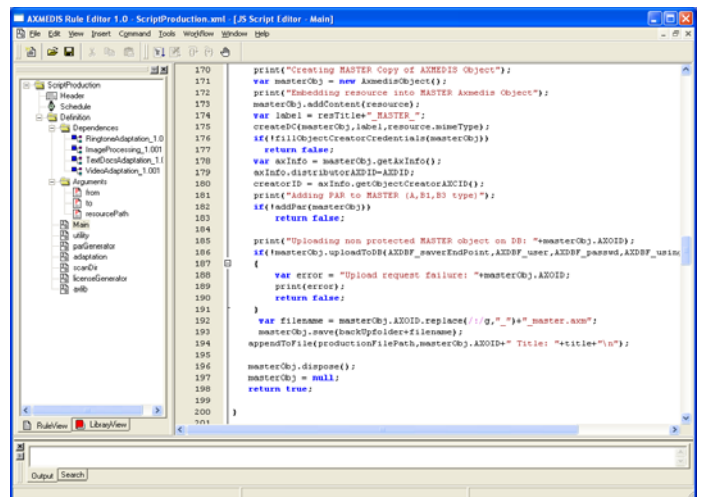 AXMEDIS Rule Editor 1.0 - ScriptProduction.xml - [JS Script Editor - Main]
File Edit View Insert Command Tools Workflow Window Help
ScriptProduction
Header
Schedule
Definition
Dependences
RingtoneAdaptation_1.0
ImageProcessing_1.001
TextDocsAdaptation_1.(
VideoAdaptation_1.001
Arguments
from
to
resourcePath
Main
utility
parGenerator
adaptation
scanDir
licenseGenerator
axlib
RuleView LibraryView
170 print("Creating MASTER Copy of AXMEDIS Object");
171 var masterObj = new AxmedisObject();
172 print("Embedding resource into MASTER Axmedis Object");
173 masterObj.addContent(resource);
174 var label = resTitle+"_MASTER_";
175 createDC(masterObj,label,resource.mimeType);
176 if(!fillObjectCreatorCredentials(masterObj))
177 return false;
178 var axInfo = masterObj.getAxInfo();
179 axInfo.distributorAXDID=AXDID;
180 creatorID = axInfo.getObjectCreatorAXCID();
181 print("Adding PAR to MASTER (A,B1,B3 type)");
182 if(!addPar(masterObj))
183 return false;
184
185 print("Uploading non protected MASTER object on DB: "+masterObj.AXOID);
186 if(!masterObj.uploadToDB(AXDBF_saverEndPoint,AXDBF_user,AXDBF_passwd,AXDBF_using
187 {
188 var error = "Upload request failure: "+masterObj.AXOID;
189 print(error);
190 return false;
191 }
192 var filename = masterObj.AXOID.replace(/:/g,"_")+"_master.axm";
193 masterObj.save(backUpfolder+filename);
194 appendToFile(productionFilePath,masterObj.AXOID+" Title: "+title+"\n");
195
196 masterObj.dispose();
197 masterObj = null;
198 return true;
199
200 }
201
Output Search